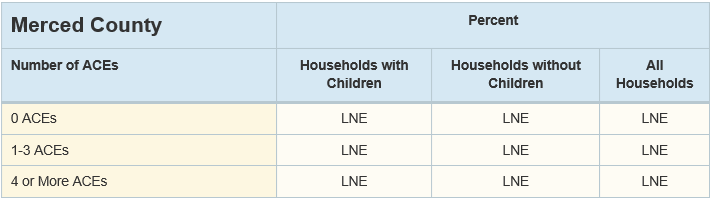 Merced County Percent
Number of ACEs Households with Children Households without Children All Households
0 ACEs LNE LNE LNE
1-3 ACEs LNE LNE LNE
4 or More ACEs LNE LNE LNE